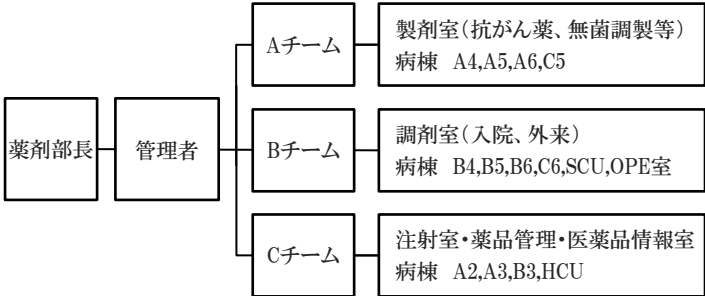 薬剤部長
管理者
Aチーム
製剤室(抗がん薬、無菌調製等)
病棟 A4,A5,A6,C5
Bチーム
調剤室(入院、外来)
病棟 B4,B5,B6,C6,SCU,OPE室
Cチーム
注射室・薬品管理・医薬品情報室
病棟 A2,A3,B3,HCU